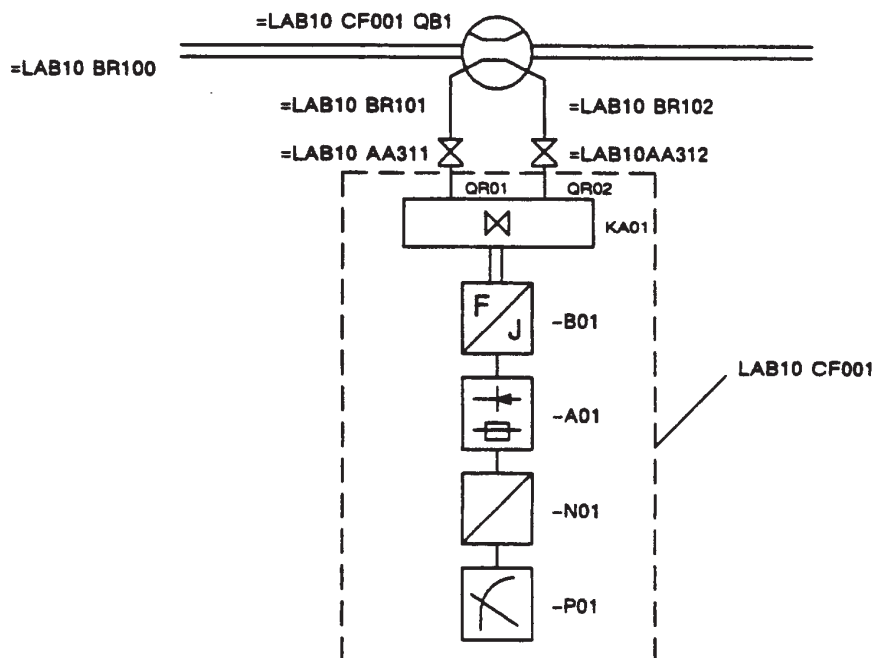 =LAB10 CF001 QB1
=LAB10 BR100
=LAB10 BR101
=LAB10 BR102
=LAB10 AA311
=LAB10AA312
QR01
QR02
KA01
F
J
-B01
LAB10 CF001
-A01
-N01
-P01